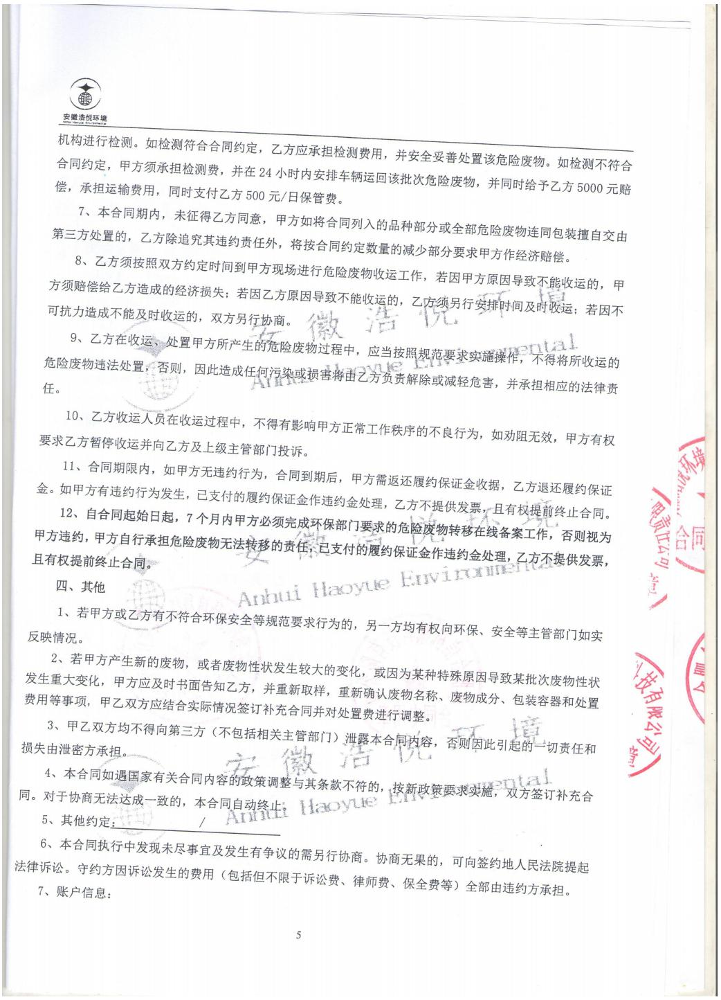 安徽浩悦环境
Anhui Haoyue Environmental
机构进行检测。如检测符合合同约定，乙方应承担检测费用，并安全妥善处置该危险废物。如检测不符合
合同约定，甲方须承担检测费，并在 24 小时内安排车辆运回该批次危险废物，并同时给予乙方 5000 元赔
偿，承担运输费用，同时支付乙方 500 元/日保管费。
7、本合同期内，未征得乙方同意，甲方如将合同列入的品种部分或全部危险废物连同包装擅自交由
第三方处置的，乙方除追究其违约责任外，将按合同约定数量的减少部分要求甲方作经济赔偿。
8、乙方须按照双方约定时间到甲方现场进行危险废物收运工作，若因甲方原因导致不能收运的，甲
方须赔偿给乙方造成的经济损失；若因乙方原因导致不能收运的，乙方须另行安排时间及时收运；若因不
可抗力造成不能及时收运的，双方另行协商。
安徽浩悦环境
9、乙方在收运、处置甲方所产生的危险废物过程中，应当按照规范要求实施操作，不得将所收运的
Anhui Haoyue Environmental
危险废物违法处置，否则，因此造成任何污染或损害将由乙方负责解除或减轻危害，并承担相应的法律责
任。
10、乙方收运人员在收运过程中，不得有影响甲方正常工作秩序的不良行为，如劝阻无效，甲方有权
要求乙方暂停收运并向乙方及上级主管部门投诉。
11、合同期限内，如甲方无违约行为，合同到期后，甲方需返还履约保证金收据，乙方退还履约保证
金。如甲方有违约行为发生，已支付的履约保证金作违约金处理，乙方不提供发票，且有权提前终止合同。
12、自合同起始日起，7 个月内甲方必须完成环保部门要求的危险废物转移在线备案工作，否则视为
甲方违约，甲方自行承担危险废物无法转移的责任，已支付的履约保证金作违约金处理，乙方不提供发票，
且有权提前终止合同。
安徽浩悦环境
Anhui Haoyue Environmental
四、其他
1、若甲方或乙方有不符合环保安全等规范要求行为的，另一方均有权向环保、安全等主管部门如实
反映情况。
2、若甲方产生新的废物，或者废物性状发生较大的变化，或因为某种特殊原因导致某批次废物性状
发生重大变化，甲方应及时书面告知乙方，并重新取样，重新确认废物名称、废物成分、包装容器和处置
费用等事项，甲乙双方应结合实际情况签订补充合同并对处置费进行调整。
3、甲乙双方均不得向第三方（不包括相关主管部门）泄露本合同内容，否则因此引起的一切责任和
损失由泄密方承担。
安徽浩悦环境
4、本合同如遇国家有关合同内容的政策调整与其条款不符的，按新政策要求实施，双方签订补充合
同。对于协商无法达成一致的，本合同自动终止。
Anhui Haoyue Environmental
5、其他约定： /
6、本合同执行中发现未尽事宜及发生有争议的需另行协商。协商无果的，可向签约地人民法院提起
法律诉讼。守约方因诉讼发生的费用（包括但不限于诉讼费、律师费、保全费等）全部由违约方承担。
7、账户信息：
5
悦环境
合同
限责任公司
章
科技有限公司
章